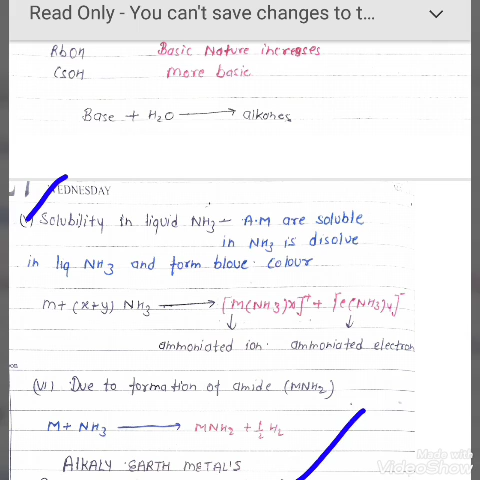 Read Only - You can't save changes to t...
RbOH Basic Nature increases
CsOH more basic
Base + H₂O → alkanes
WEDNESDAY
(V) Solubility in liquid NH₃ – A.M are soluble
in NH₃ is disolve
in liq NH₃ and form bloue. colour
m+ (x+y) NH₃ → [M(NH₃)x]⁺ + [e(NH₃)y]⁻
↓ ↓
ammoniated ion. ammoniated electron
(VI) Due to formation of amide (MNH₂)
M + NH₃ → MNH₂ + ½ H₂
ALKALY EARTH METAL'S
Made with
VideoShow